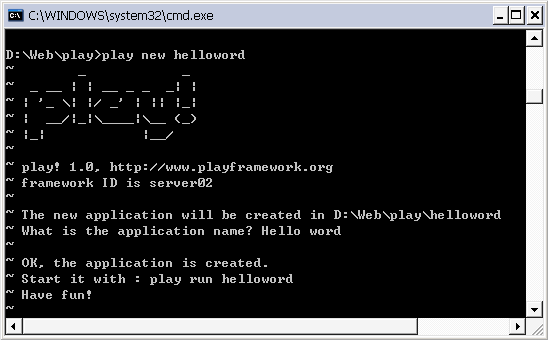 C:\WINDOWS\system32\cmd.exe
D:\Web\play>play new helloword
~        _            _
~  _ __ | | __ _ _  _| |
~ | '_ \| |/ _' | || |_|
~ |  __/|_|\____|\__ (_)
~ |_|            |__/
~
~ play! 1.0, http://www.playframework.org
~ framework ID is server02
~
~ The new application will be created in D:\Web\play\helloword
~ What is the application name? Hello word
~
~ OK, the application is created.
~ Start it with : play run helloword
~ Have fun!
~